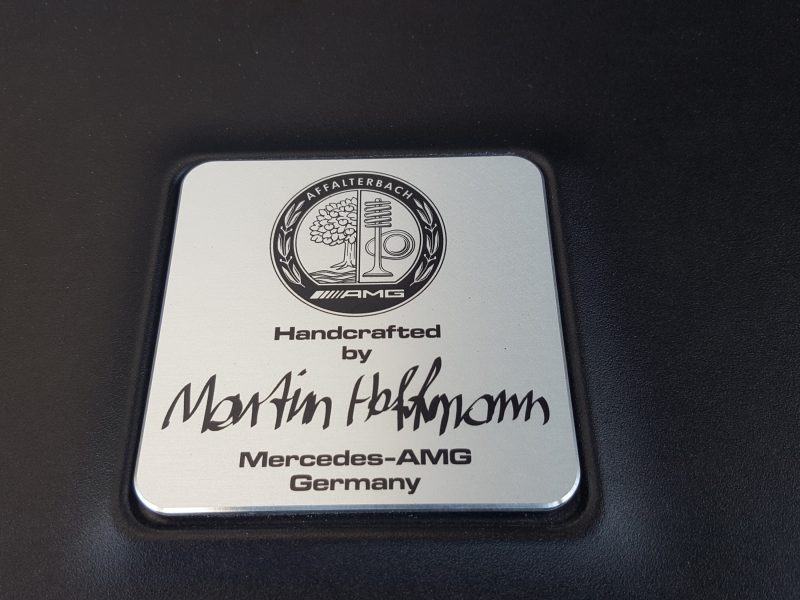 AFFALTERBACH
AMG
Handcrafted
by
Martin Hoffmann
Mercedes-AMG
Germany